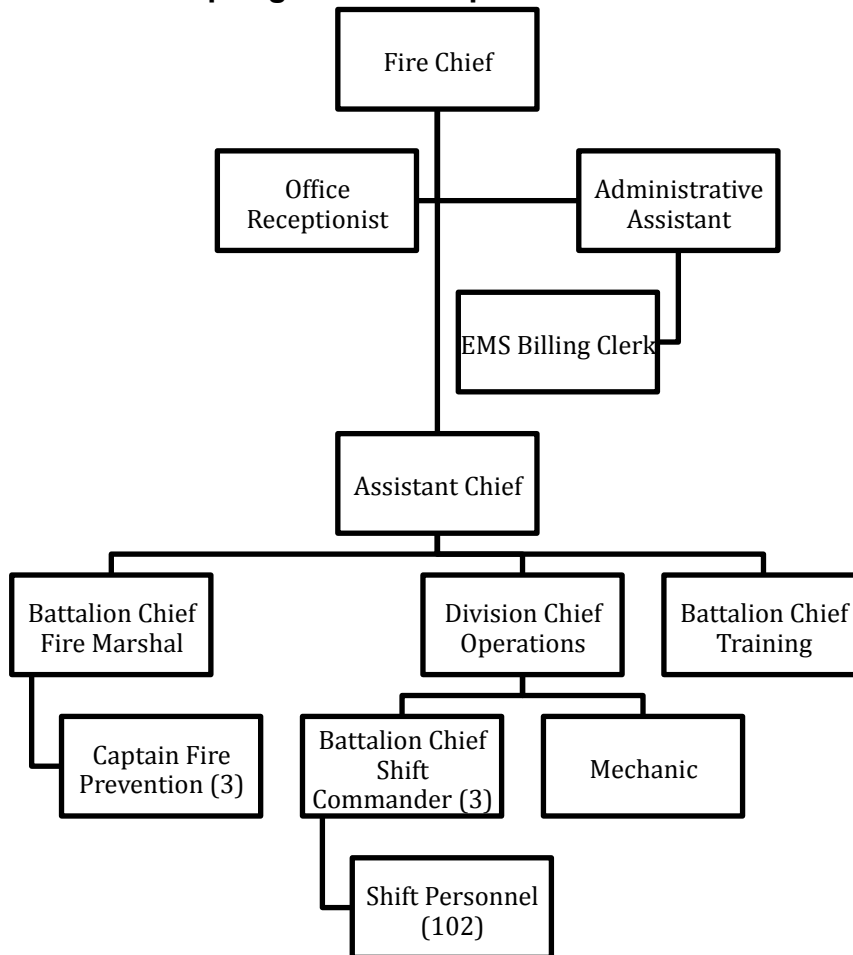 Fire Chief
Office
Receptionist
Administrative
Assistant
EMS Billing Clerk
Assistant Chief
Battalion Chief
Fire Marshal
Division Chief
Operations
Battalion Chief
Training
Captain Fire
Prevention (3)
Battalion Chief
Shift
Commander (3)
Mechanic
Shift Personnel
(102)